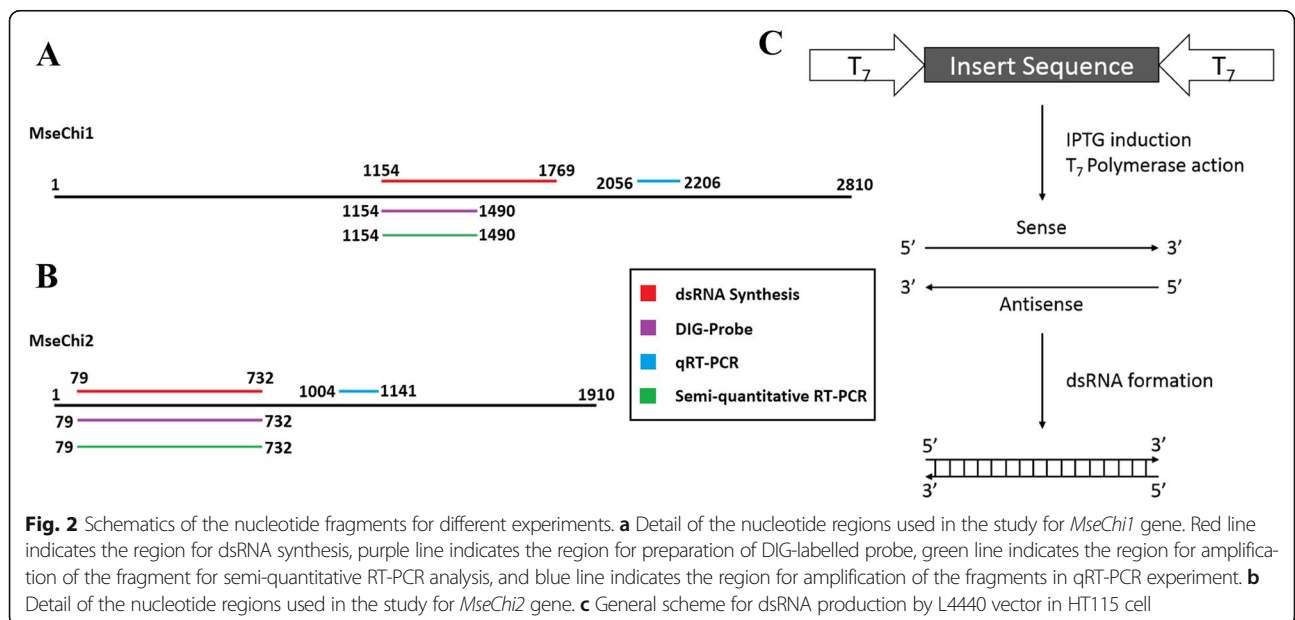 A
MseChi1
1154 1769
1 2056 2206 2810
1154 1490
1154 1490
B
MseChi2
79 732
1 1004 1141 1910
79 732
79 732
dsRNA Synthesis
DIG-Probe
qRT-PCR
Semi-quantitative RT-PCR
C
T7 Insert Sequence T7
IPTG induction
T7 Polymerase action
Sense
5’ 3’
3’ 5’
Antisense
dsRNA formation
5’ 3’
3’ 5’
Fig. 2 Schematics of the nucleotide fragments for different experiments. a Detail of the nucleotide regions used in the study for MseChi1 gene. Red line
indicates the region for dsRNA synthesis, purple line indicates the region for preparation of DIG-labelled probe, green line indicates the region for amplifica-
tion of the fragment for semi-quantitative RT-PCR analysis, and blue line indicates the region for amplification of the fragments in qRT-PCR experiment. b
Detail of the nucleotide regions used in the study for MseChi2 gene. c General scheme for dsRNA production by L4440 vector in HT115 cell